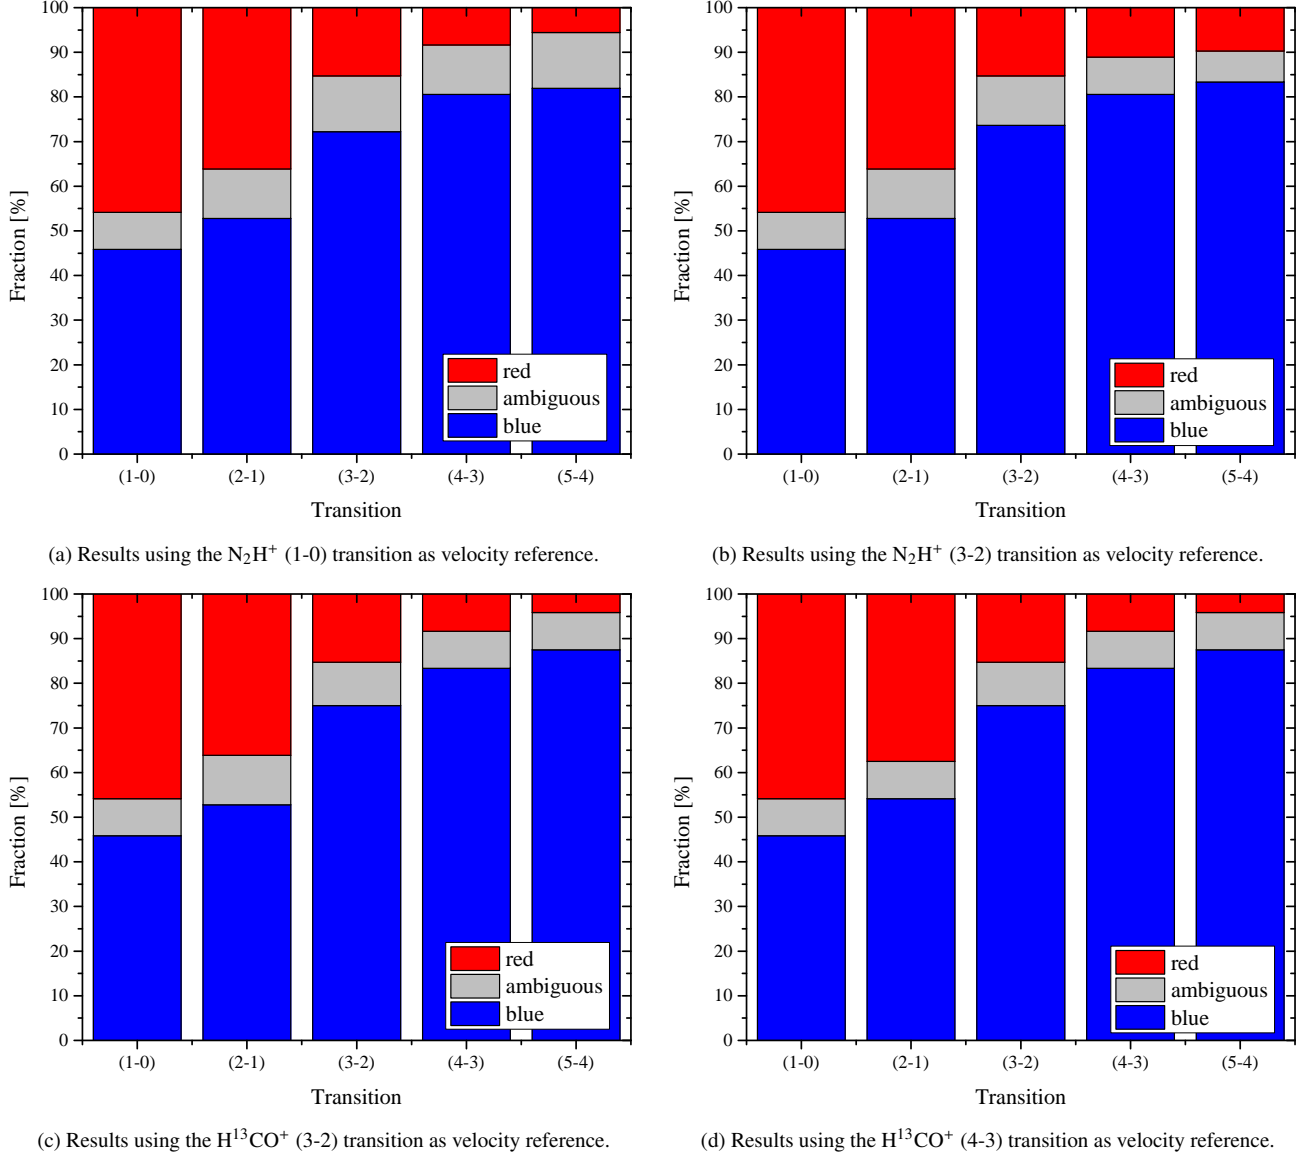 100
90
80
70
60
50
40
30
20
10
0
Fraction [%]
red
ambiguous
blue
(1-0) (2-1) (3-2) (4-3) (5-4)
Transition
(a) Results using the N₂H⁺ (1-0) transition as velocity reference.
100
90
80
70
60
50
40
30
20
10
0
Fraction [%]
red
ambiguous
blue
(1-0) (2-1) (3-2) (4-3) (5-4)
Transition
(b) Results using the N₂H⁺ (3-2) transition as velocity reference.
100
90
80
70
60
50
40
30
20
10
0
Fraction [%]
red
ambiguous
blue
(1-0) (2-1) (3-2) (4-3) (5-4)
Transition
(c) Results using the H¹³CO⁺ (3-2) transition as velocity reference.
100
90
80
70
60
50
40
30
20
10
0
Fraction [%]
red
ambiguous
blue
(1-0) (2-1) (3-2) (4-3) (5-4)
Transition
(d) Results using the H¹³CO⁺ (4-3) transition as velocity reference.